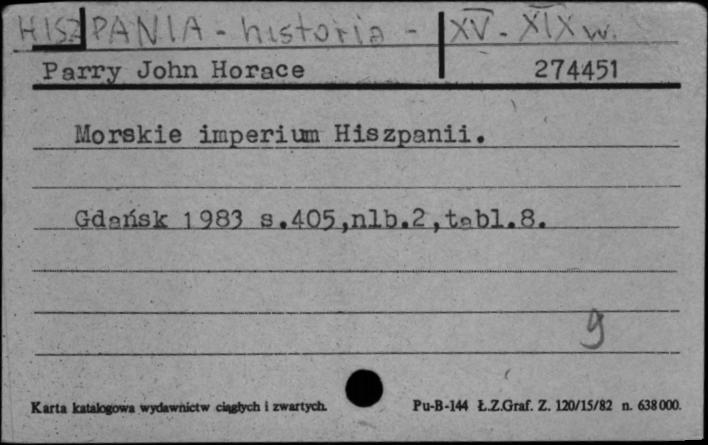 HISZPANIA - historia - XV - XIX w.
Parry John Horace 274451
Morskie imperium Hiszpanii.
Gdańsk 1983 s.405,nlb.2,tabl.8.
g
Karta katalogowa wydawnictw ciągłych i zwartych. Pu-B-144 Ł.Z.Graf. Z. 120/15/82 n. 638000.